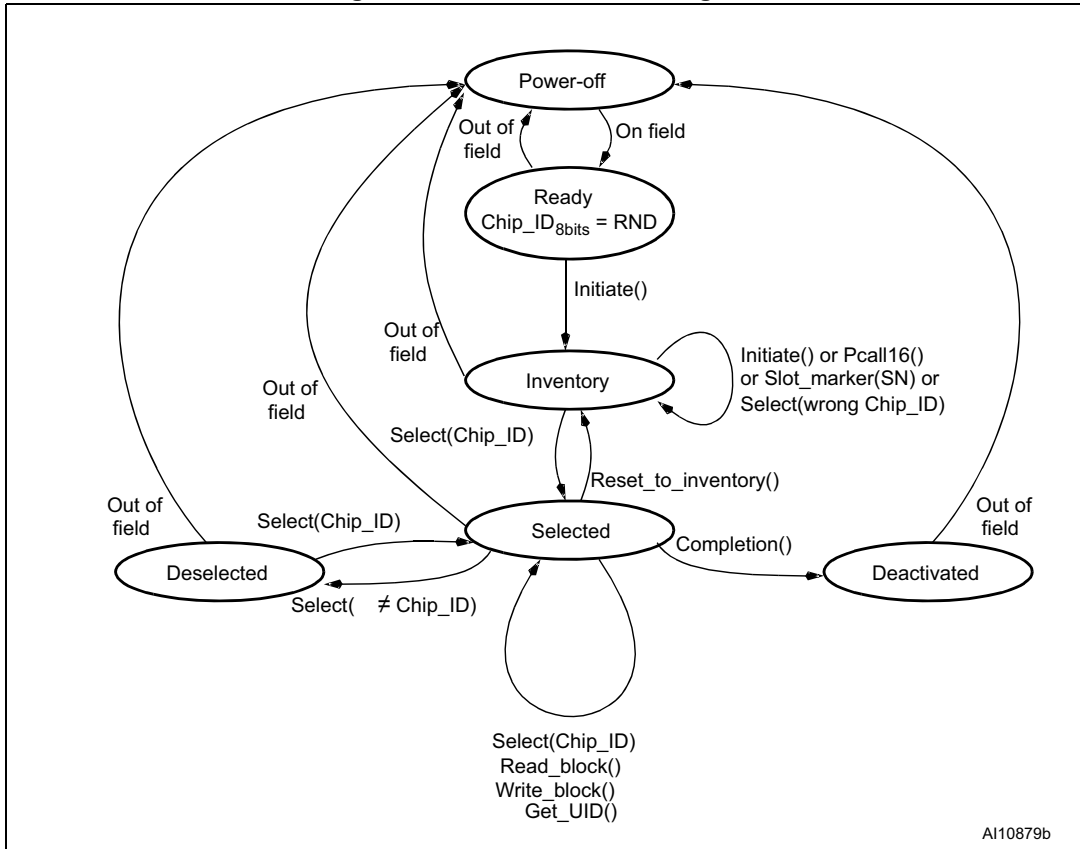 Power-off
Out of
field
On field
Ready
Chip_ID8bits = RND
Initiate()
Out of
field
Inventory
Initiate() or Pcall16()
or Slot_marker(SN) or
Select(wrong Chip_ID)
Out of
field
Select(Chip_ID)
Reset_to_inventory()
Out of
field
Select(Chip_ID)
Selected
Completion()
Out of
field
Deselected
Deactivated
Select( ≠ Chip_ID)
Select(Chip_ID)
Read_block()
Write_block()
Get_UID()
AI10879b